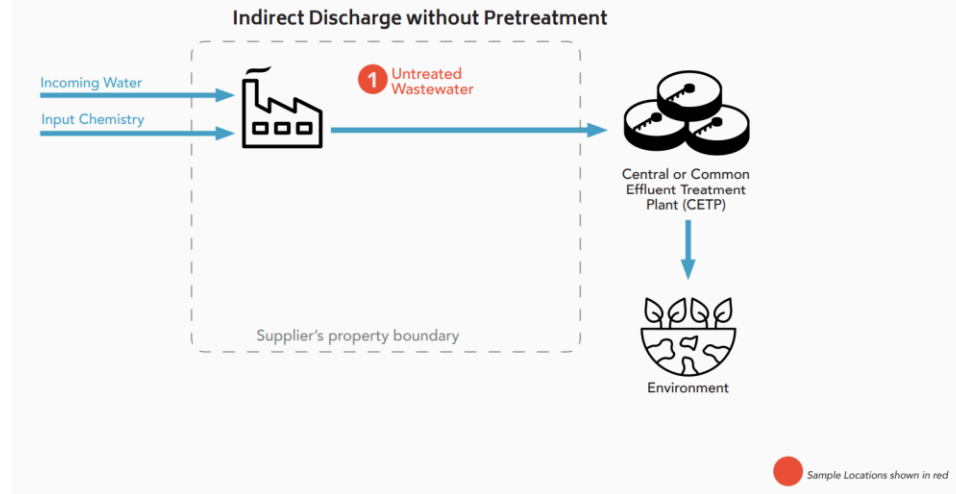 Indirect Discharge without Pretreatment
Incoming Water
Input Chemistry
1 Untreated
Wastewater
Central or Common
Effluent Treatment
Plant (CETP)
Supplier's property boundary
Environment
Sample Locations shown in red